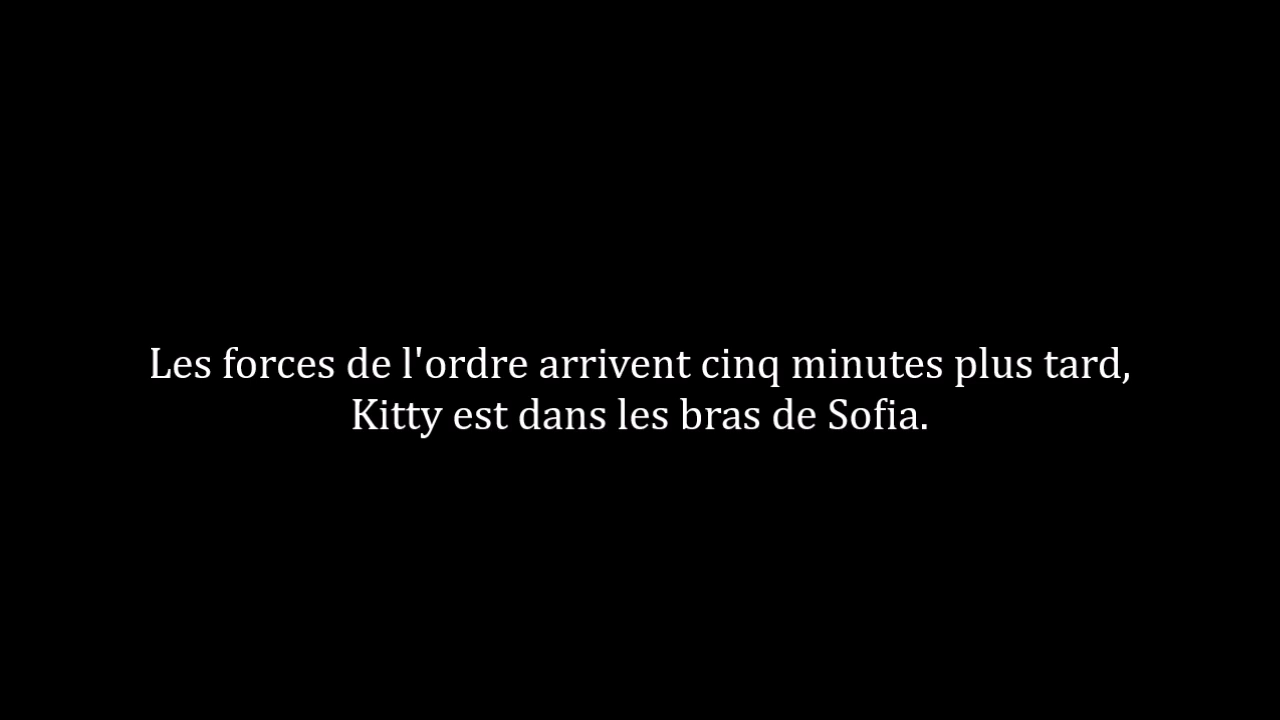 Les forces de l'ordre arrivent cinq minutes plus tard,
Kitty est dans les bras de Sofia.